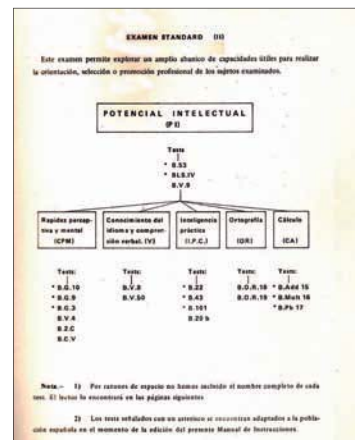 EXAMEN STANDARD (II)
Este examen permite explorar un amplio abanico de capacidades útiles para realizar
la orientación, selección o promoción profesional de los sujetos examinados.
POTENCIAL INTELECTUAL
(P I)
Tests
* B.53
* BLS.IV
B.V.9
Rapidez percep-
tiva y mental
(CPM)
Conocimiento del
idioma y compren-
sión verbal. (V)
Inteligencia
práctica
(I.P.C.)
Ortografía
(OR)
Cálculo
(CA)
Tests:
* B.G.10
* B.G.9
* B.G.3
B.V.4
B.2.C
B.C.V
Tests:
B.V.8
B.V.50
Tests:
* B.22
* B.43
* B.101
B.20 b
Tests:
B.O.R.18
B.O.R.19
Tests:
* B.Add 15
* B.Mult 16
* B.Pb 17
Nota.- 1) Por razones de espacio no hemos incluido el nombre completo de cada
test. El lector lo encontrará en las páginas siguientes
2) Los tests señalados con un asterisco se encuentran adaptados a la pobla-
ción española en el momento de la edición del presente Manual de Instrucciones.